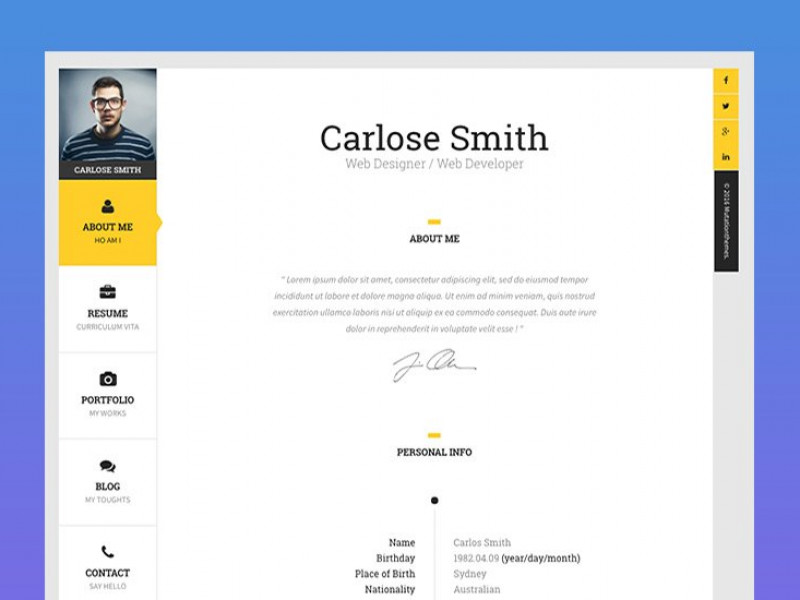 CARLOSE SMITH
ABOUT ME
HO AM I
RESUME
CURRICULUM VITA
PORTFOLIO
MY WORKS
BLOG
MY TOUGHTS
CONTACT
SAY HELLO
Carlose Smith
Web Designer / Web Developer
ABOUT ME
" Lorem ipsum dolor sit amet, consectetur adipiscing elit, sed do eiusmod tempor
incididunt ut labore et dolore magna aliqua. Ut enim ad minim veniam, quis nostrud
exercitation ullamco laboris nisi ut aliquip ex ea commodo consequat. Duis aute irure
dolor in reprehenderit in voluptate velit esse ! "
PERSONAL INFO
Name Carlos Smith
Birthday 1982.04.09 (year/day/month)
Place of Birth Sydney
Nationality Australian
© 2016 Mutationthemes.